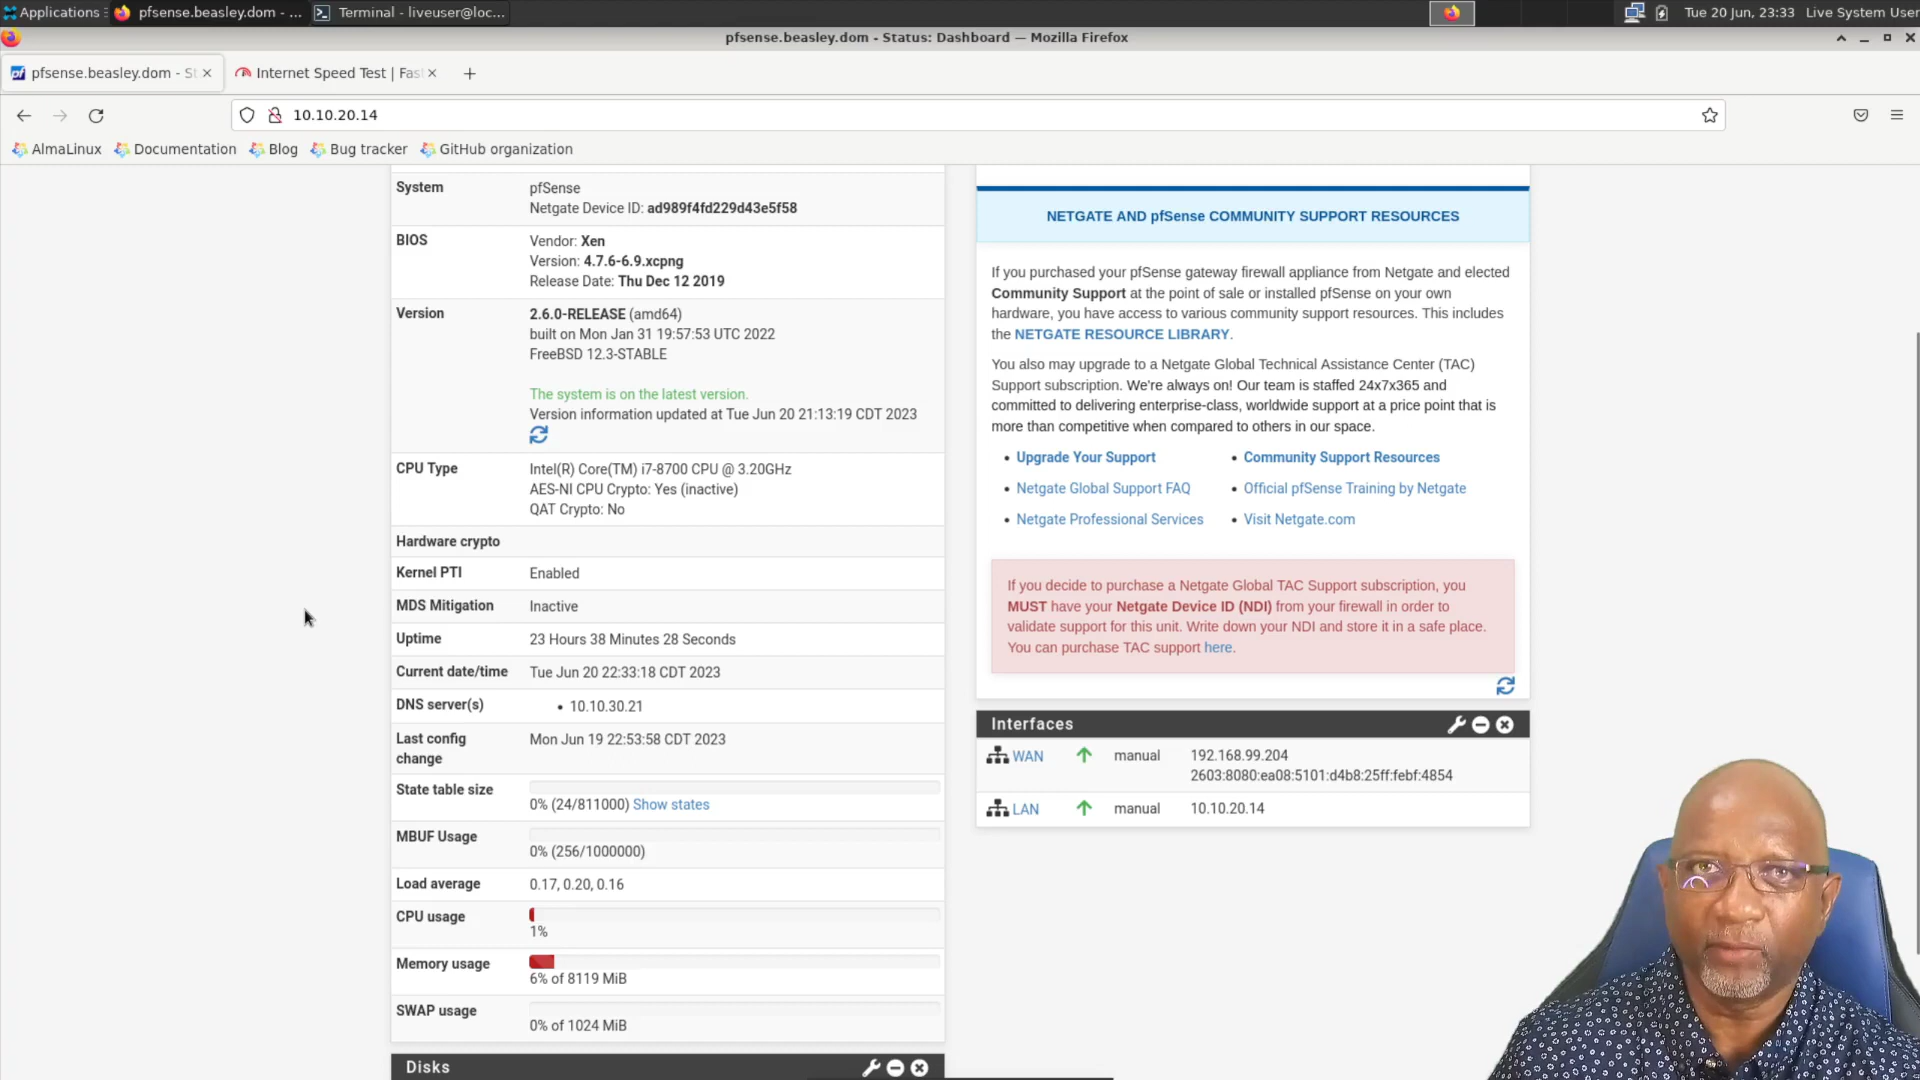 Applications
pfsense.beasley.dom - ...
Terminal - liveuser@loc...
Tue 20 Jun, 23:33
Live System User
pfsense.beasley.dom - Status: Dashboard — Mozilla Firefox
pfsense.beasley.dom - St
Internet Speed Test | Fas
10.10.20.14
AlmaLinux
Documentation
Blog
Bug tracker
GitHub organization
System
pfSense
Netgate Device ID: ad989f4fd229d43e5f58
BIOS
Vendor: Xen
Version: 4.7.6-6.9.xcpng
Release Date: Thu Dec 12 2019
Version
2.6.0-RELEASE (amd64)
built on Mon Jan 31 19:57:53 UTC 2022
FreeBSD 12.3-STABLE
The system is on the latest version.
Version information updated at Tue Jun 20 21:13:19 CDT 2023
CPU Type
Intel(R) Core(TM) i7-8700 CPU @ 3.20GHz
AES-NI CPU Crypto: Yes (inactive)
QAT Crypto: No
Hardware crypto
Kernel PTI
Enabled
MDS Mitigation
Inactive
Uptime
23 Hours 38 Minutes 28 Seconds
Current date/time
Tue Jun 20 22:33:18 CDT 2023
DNS server(s)
• 10.10.30.21
Last config
change
Mon Jun 19 22:53:58 CDT 2023
State table size
0% (24/811000) Show states
MBUF Usage
0% (256/1000000)
Load average
0.17, 0.20, 0.16
CPU usage
1%
Memory usage
6% of 8119 MiB
SWAP usage
0% of 1024 MiB
Disks
NETGATE AND pfSense COMMUNITY SUPPORT RESOURCES
If you purchased your pfSense gateway firewall appliance from Netgate and elected
Community Support at the point of sale or installed pfSense on your own
hardware, you have access to various community support resources. This includes
the NETGATE RESOURCE LIBRARY.
You also may upgrade to a Netgate Global Technical Assistance Center (TAC)
Support subscription. We're always on! Our team is staffed 24x7x365 and
committed to delivering enterprise-class, worldwide support at a price point that is
more than competitive when compared to others in our space.
• Upgrade Your Support
• Community Support Resources
• Netgate Global Support FAQ
• Official pfSense Training by Netgate
• Netgate Professional Services
• Visit Netgate.com
If you decide to purchase a Netgate Global TAC Support subscription, you
MUST have your Netgate Device ID (NDI) from your firewall in order to
validate support for this unit. Write down your NDI and store it in a safe place.
You can purchase TAC support here.
Interfaces
WAN
manual
192.168.99.204
2603:8080:ea08:5101:d4b8:25ff:febf:4854
LAN
manual
10.10.20.14